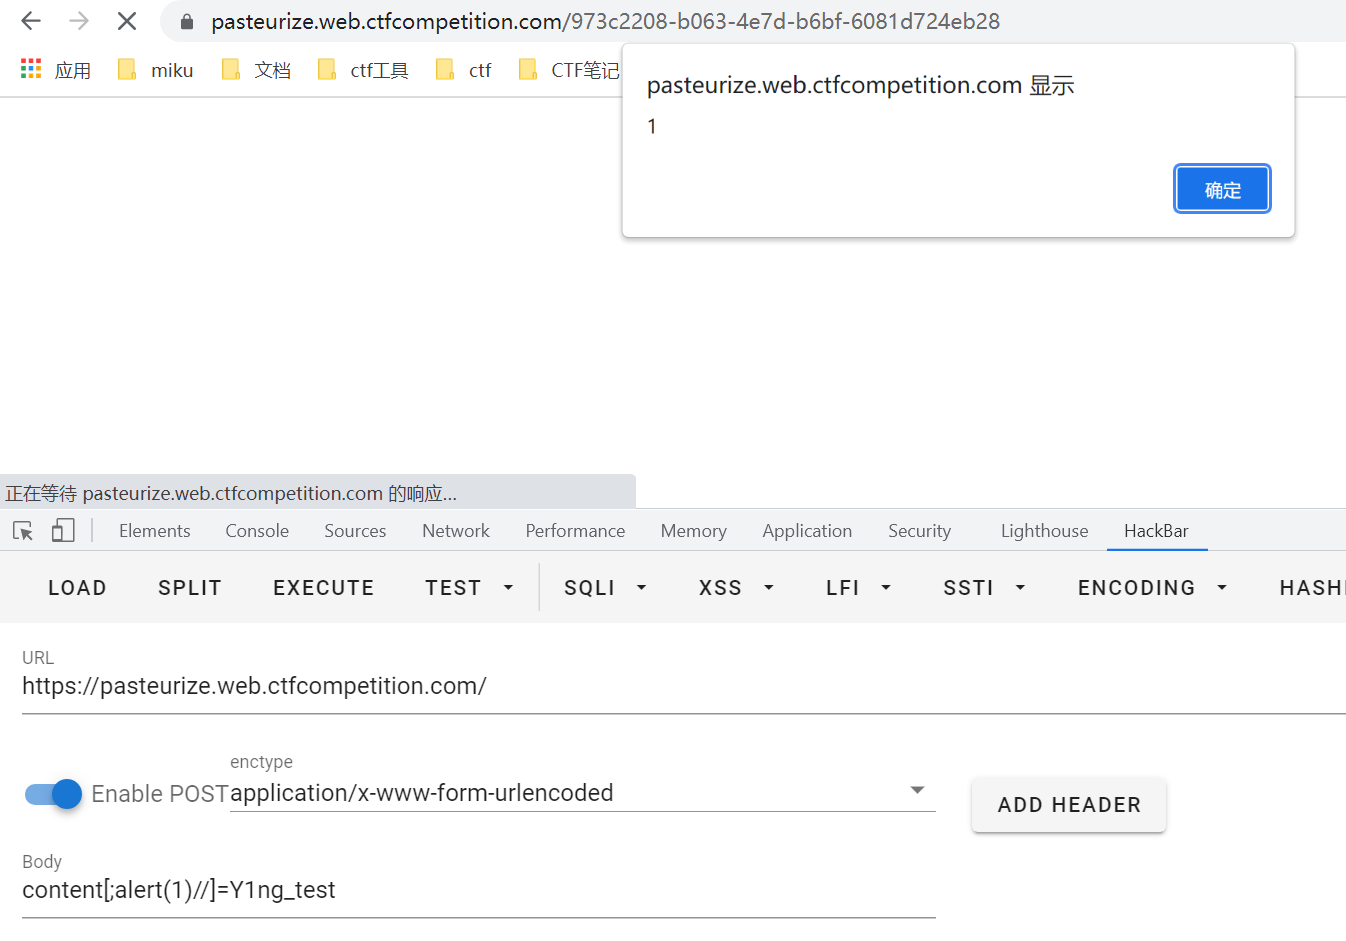 pasteurize.web.ctfcompetition.com/973c2208-b063-4e7d-b6bf-6081d724eb28
应用 miku 文档 ctf工具 ctf CTF笔记
pasteurize.web.ctfcompetition.com 显示
1
确定
正在等待 pasteurize.web.ctfcompetition.com 的响应...
Elements Console Sources Network Performance Memory Application Security Lighthouse HackBar
LOAD SPLIT EXECUTE TEST SQLI XSS LFI SSTI ENCODING HASHI
URL
https://pasteurize.web.ctfcompetition.com/
enctype
Enable POST application/x-www-form-urlencoded
ADD HEADER
Body
content[;alert(1)//]=Y1ng_test